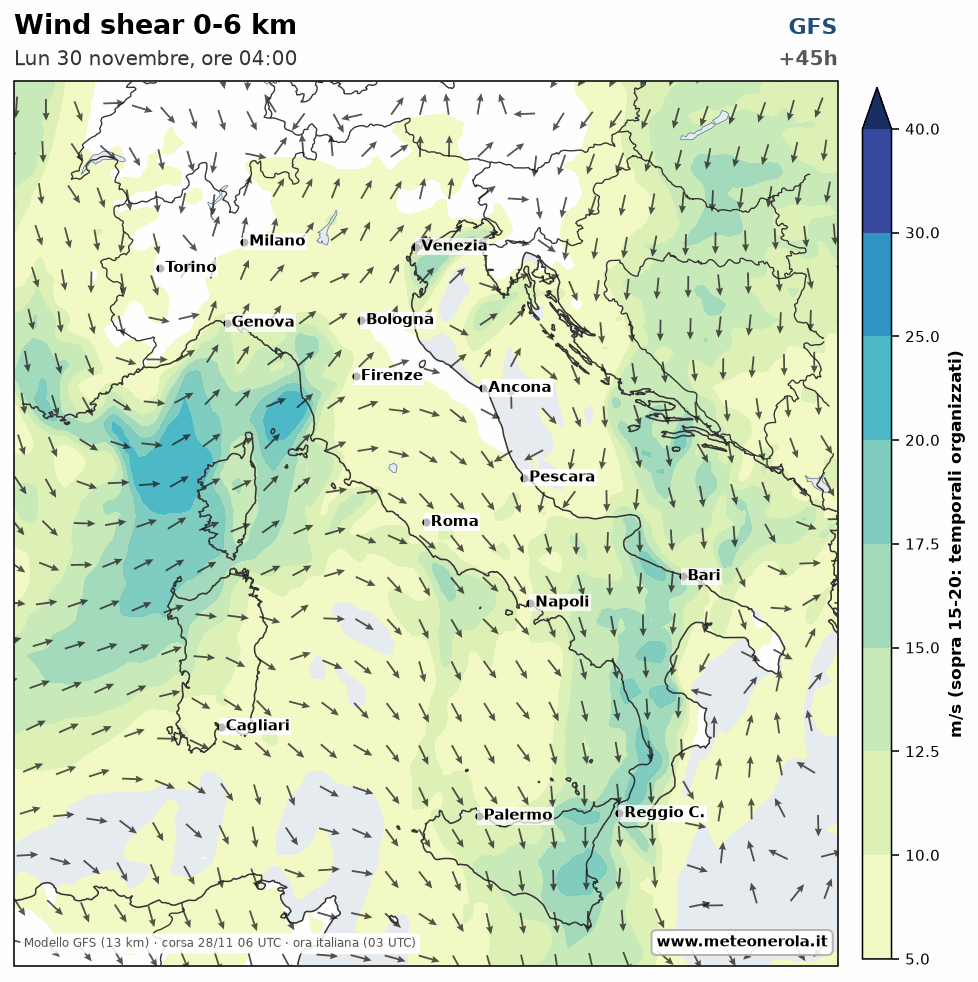 Wind shear 0-6 km
GFS
Lun 30 novembre, ore 04:00
+45h
40.0
30.0
25.0
20.0
17.5
15.0
12.5
10.0
5.0
m/s (sopra 15-20: temporali organizzati)
Venezia
Milano
Torino
Bologna
Genova
Firenze
Ancona
Pescara
Roma
Bari
Napoli
Cagliari
Palermo
Reggio C.
Modello GFS (13 km) · corsa 28/11 06 UTC · ora italiana (03 UTC)
www.meteonerola.it